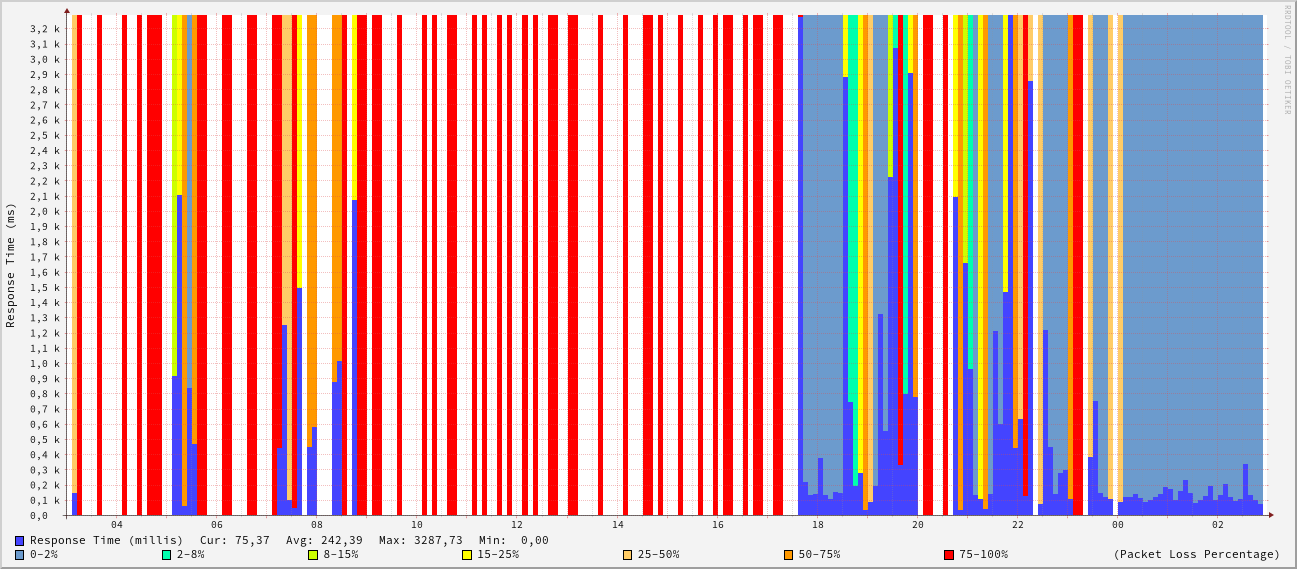 RRDTOOL / TOBI OETIKER
Response Time (ms)
3,2 k
3,1 k
3,0 k
2,9 k
2,8 k
2,7 k
2,6 k
2,5 k
2,4 k
2,3 k
2,2 k
2,1 k
2,0 k
1,9 k
1,8 k
1,7 k
1,6 k
1,5 k
1,4 k
1,3 k
1,2 k
1,1 k
1,0 k
0,9 k
0,8 k
0,7 k
0,6 k
0,5 k
0,4 k
0,3 k
0,2 k
0,1 k
0,0
04 06 08 10 12 14 16 18 20 22 00 02
Response Time (millis) Cur: 75,37 Avg: 242,39 Max: 3287,73 Min: 0,00
0-2% 2-8% 8-15% 15-25% 25-50% 50-75% 75-100% (Packet Loss Percentage)